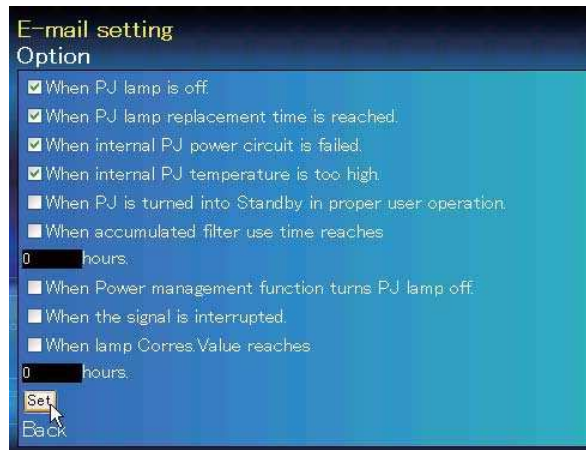 E-mail setting
Option
When PJ lamp is off.
When PJ lamp replacement time is reached.
When internal PJ power circuit is failed.
When internal PJ temperature is too high.
When PJ is turned into Standby in proper user operation.
When accumulated filter use time reaches
0 hours.
When Power management function turns PJ lamp off.
When the signal is interrupted.
When lamp Corres.Value reaches
0 hours.
Set
Back